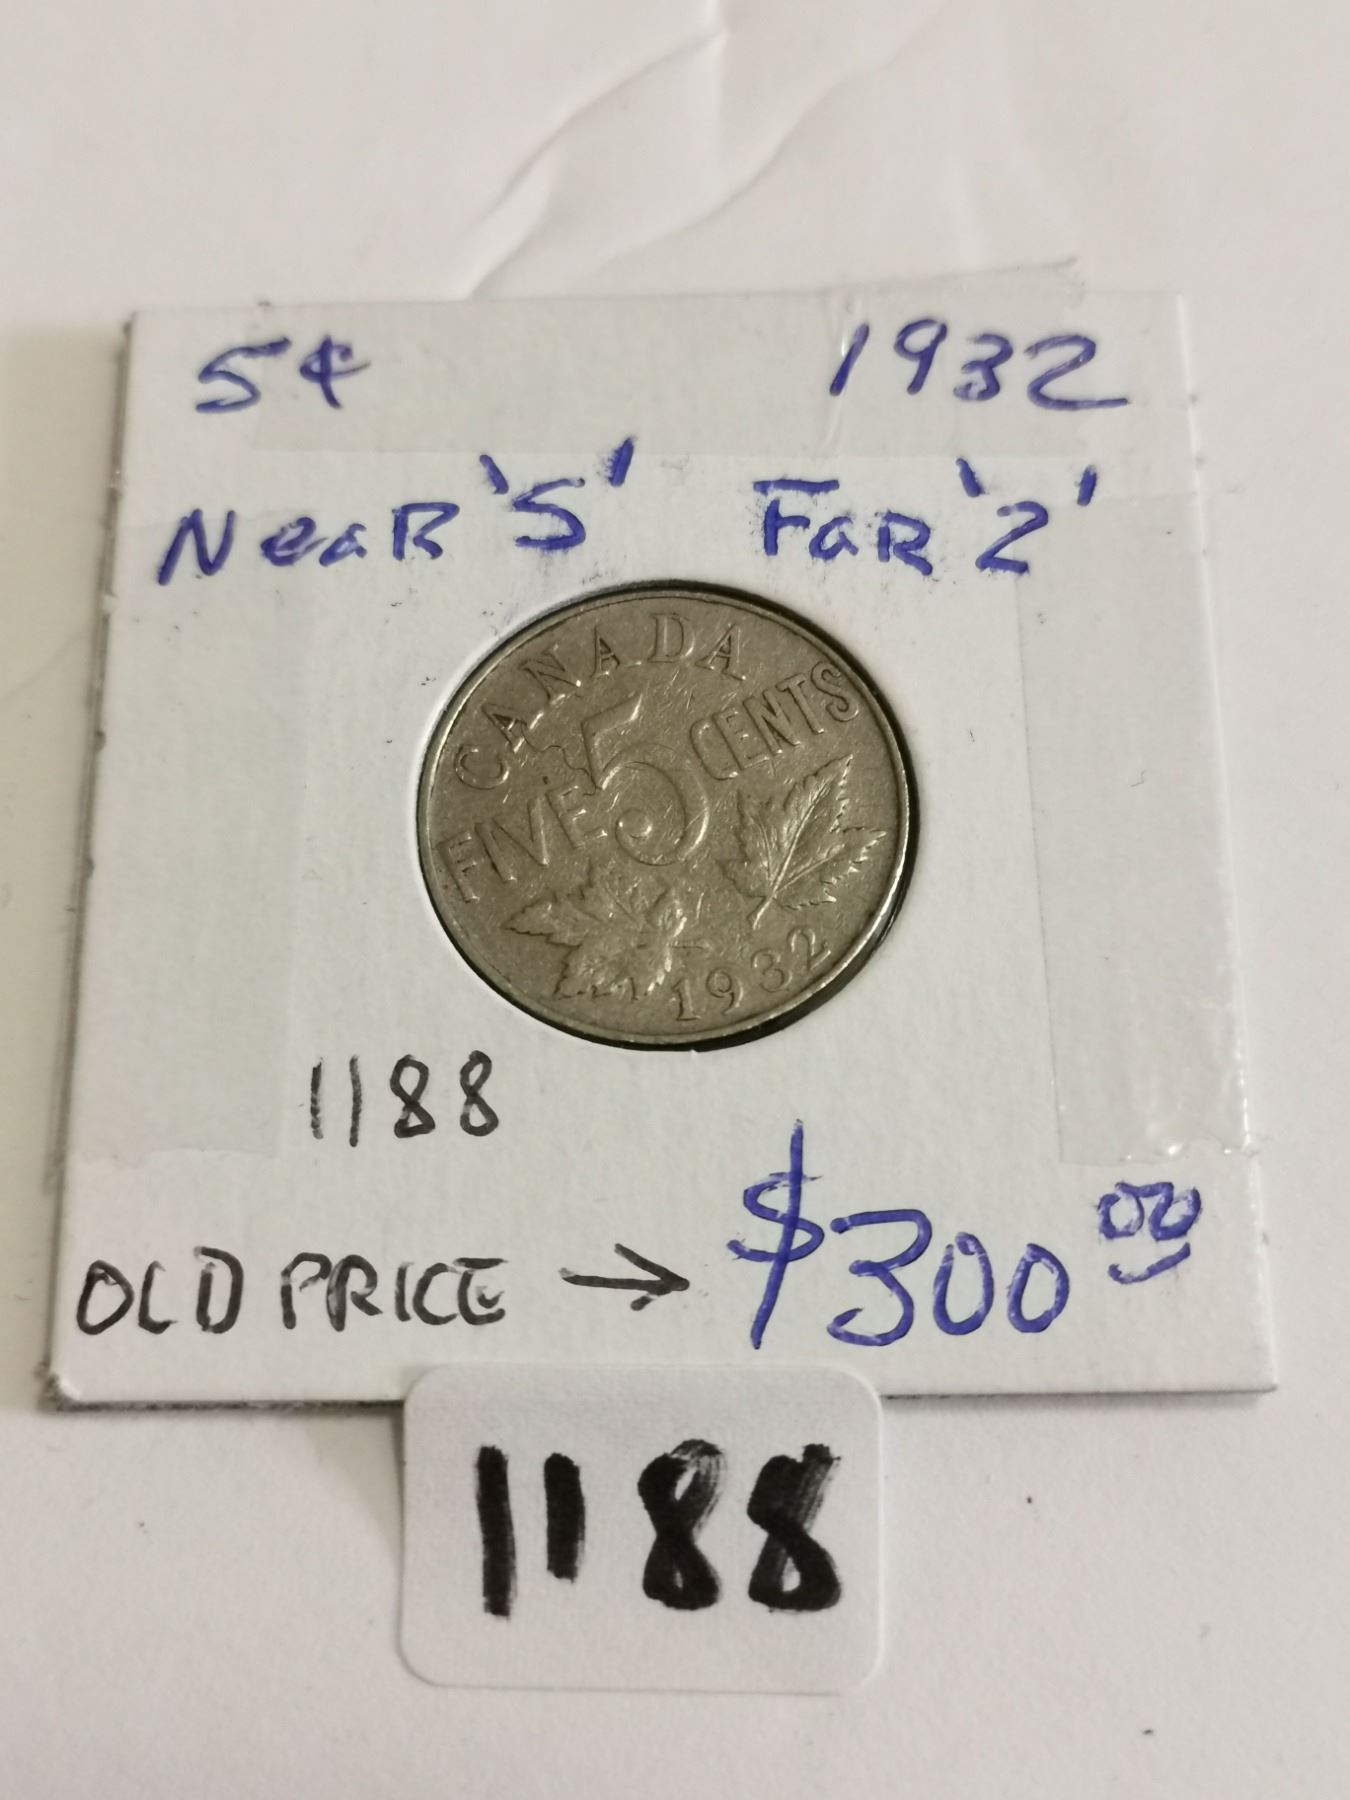 5¢ 1932
Near '5' Far '2'
CANADA
FIVE 5 CENTS
1932
1188
OLD PRICE → $300.00
1188